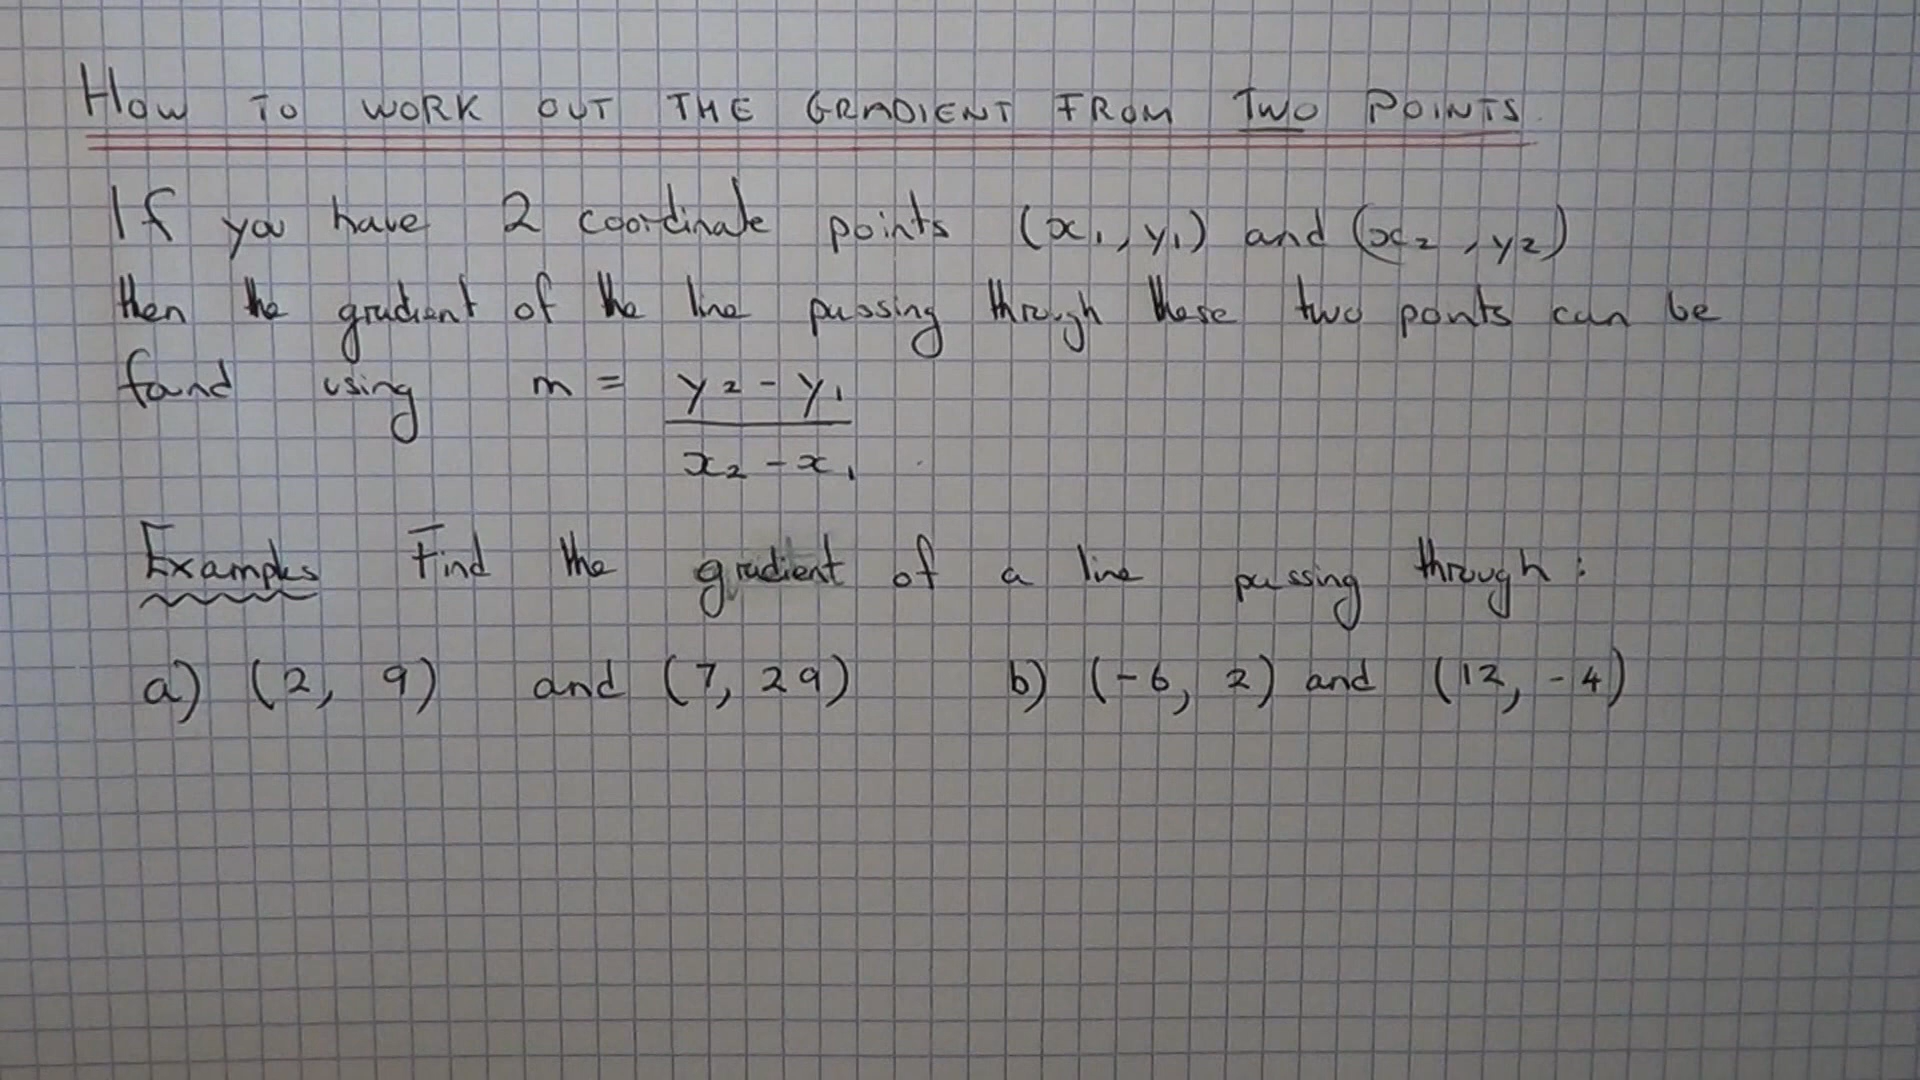 HOW TO WORK OUT THE GRADIENT FROM TWO POINTS.
If you have 2 coordinate points (x₁, y₁) and (x₂, y₂)
then the gradient of the line passing through these two points can be
found using m = y₂ - y₁
x₂ - x₁
Examples Find the gradient of a line passing through:
a) (2, 9) and (7, 29) b) (-6, 2) and (12, -4)